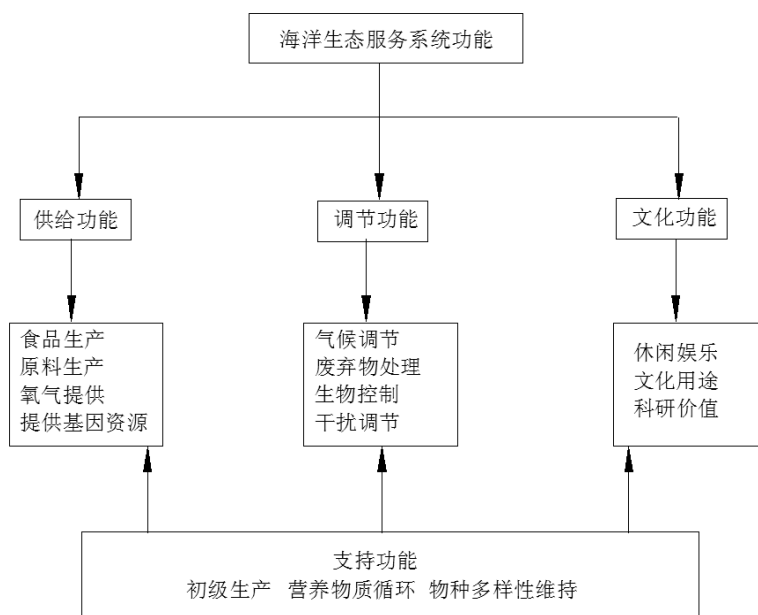 海洋生态服务系统功能
供给功能
调节功能
文化功能
食品生产
原料生产
氧气提供
提供基因资源
气候调节
废弃物处理
生物控制
干扰调节
休闲娱乐
文化用途
科研价值
支持功能
初级生产 营养物质循环 物种多样性维持